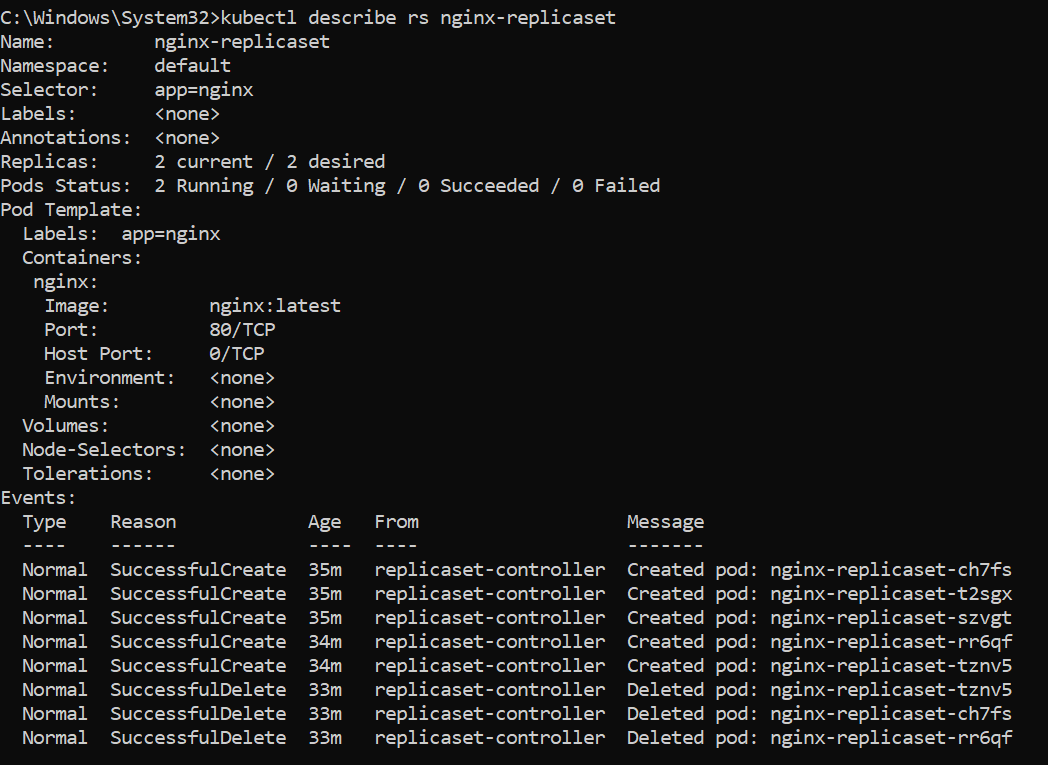 C:\Windows\System32>kubectl describe rs nginx-replicaset
Name:         nginx-replicaset
Namespace:    default
Selector:     app=nginx
Labels:       <none>
Annotations:  <none>
Replicas:     2 current / 2 desired
Pods Status:  2 Running / 0 Waiting / 0 Succeeded / 0 Failed
Pod Template:
  Labels:  app=nginx
  Containers:
   nginx:
    Image:         nginx:latest
    Port:          80/TCP
    Host Port:     0/TCP
    Environment:   <none>
    Mounts:        <none>
  Volumes:         <none>
  Node-Selectors:  <none>
  Tolerations:     <none>
Events:
  Type    Reason            Age   From                   Message
  ----    ------            ----  ----                   -------
  Normal  SuccessfulCreate  35m   replicaset-controller  Created pod: nginx-replicaset-ch7fs
  Normal  SuccessfulCreate  35m   replicaset-controller  Created pod: nginx-replicaset-t2sgx
  Normal  SuccessfulCreate  35m   replicaset-controller  Created pod: nginx-replicaset-szvgt
  Normal  SuccessfulCreate  34m   replicaset-controller  Created pod: nginx-replicaset-rr6qf
  Normal  SuccessfulCreate  34m   replicaset-controller  Created pod: nginx-replicaset-tznv5
  Normal  SuccessfulDelete  33m   replicaset-controller  Deleted pod: nginx-replicaset-tznv5
  Normal  SuccessfulDelete  33m   replicaset-controller  Deleted pod: nginx-replicaset-ch7fs
  Normal  SuccessfulDelete  33m   replicaset-controller  Deleted pod: nginx-replicaset-rr6qf